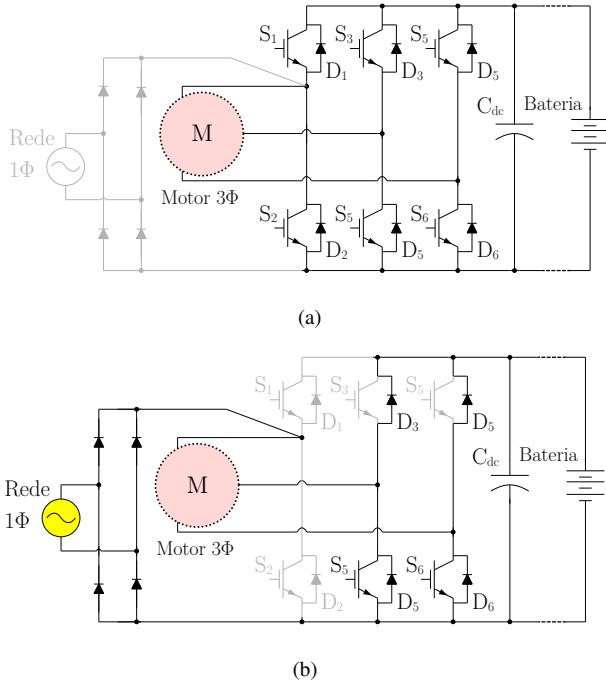 S1 S3 S5
D1 D3 D5
Rede
1Φ
M
Motor 3Φ
Cdc Bateria
S2 S5 S6
D2 D5 D6
(a)
S1 S3 S5
D1 D3 D5
Rede
1Φ
M
Motor 3Φ
Cdc Bateria
S2 S5 S6
D2 D5 D6
(b)